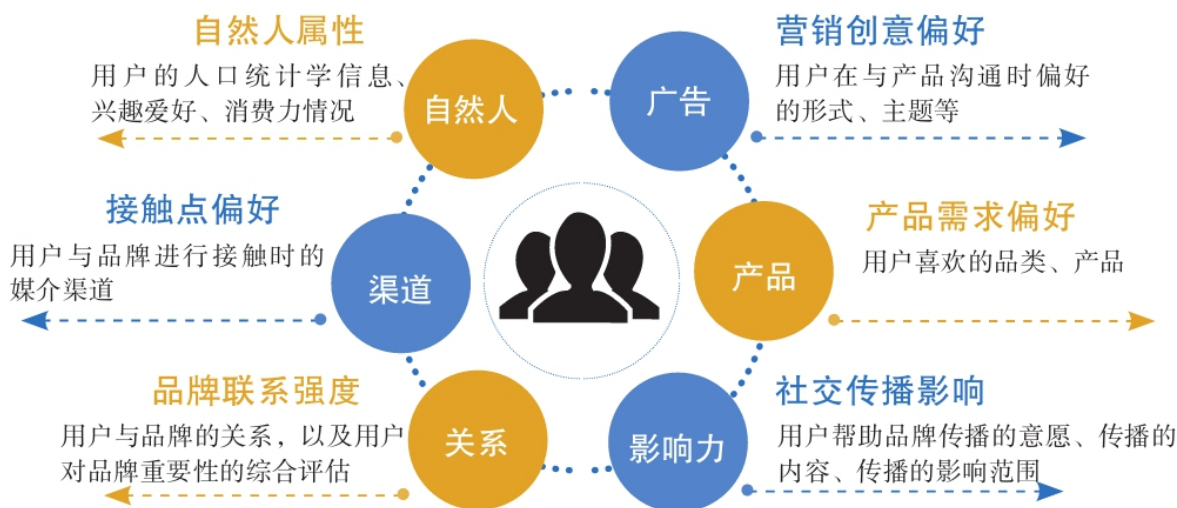 自然人属性
用户的人口统计学信息、
兴趣爱好、消费力情况
自然人
广告
营销创意偏好
用户在与产品沟通时偏好
的形式、主题等
接触点偏好
用户与品牌进行接触时的
媒介渠道
渠道
产品
产品需求偏好
用户喜欢的品类、产品
品牌联系强度
用户与品牌的关系，以及用户
对品牌重要性的综合评估
关系
影响力
社交传播影响
用户帮助品牌传播的意愿、传播的
内容、传播的影响范围